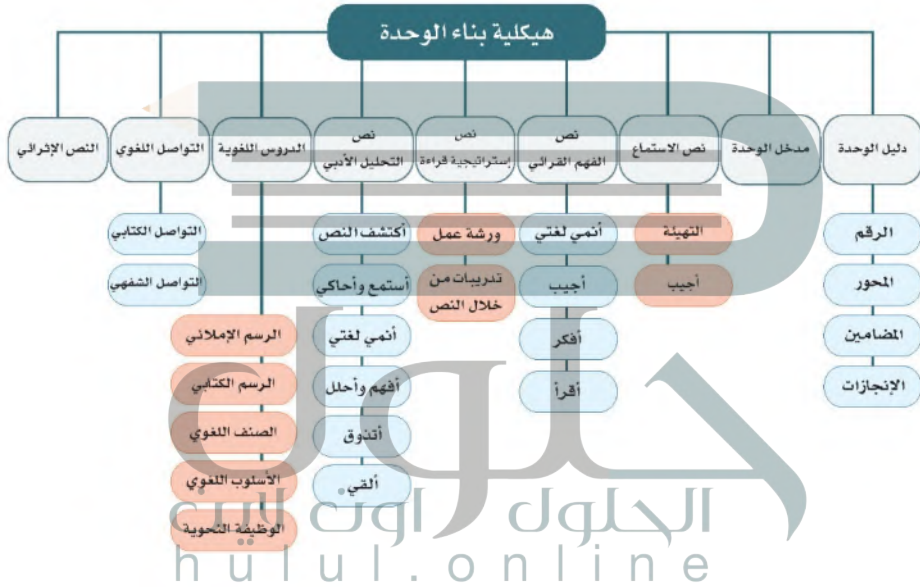 هيكلية بناء الوحدة
دليل الوحدة
مدخل الوحدة
نص الاستماع
نص
الفهم القرائي
نص
إستراتيجية قراءة
نص
التحليل الأدبي
الدروس اللغوية
التواصل اللغوي
النص الإثرائي
الرقم
المحور
المضامين
الإنجازات
التهيئة
أجيب
أنمي لغتي
أجيب
أفكر
أقرأ
ورشة عمل
تدريبات من
خلال النص
أكتشف النص
أستمع وأحاكي
أنمي لغتي
أفهم وأحلل
أتذوق
ألقي
الرسم الإملائي
الرسم الكتابي
الصنف اللغوي
الأسلوب اللغوي
الوظيفة النحوية
التواصل الكتابي
التواصل الشفهي
حلول
الحلول اون لاين
hulul.online